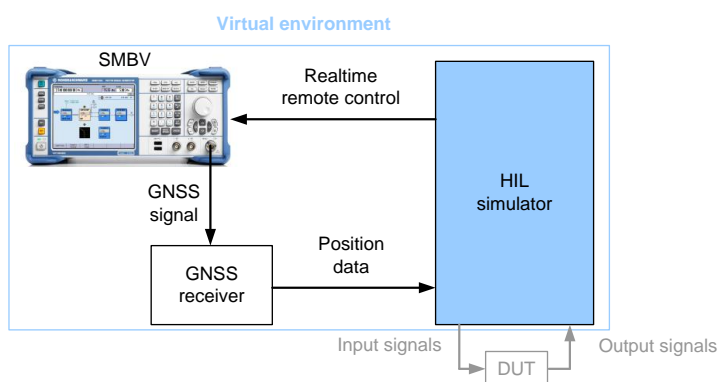 Virtual environment
SMBV
Realtime
remote control
HIL
simulator
GNSS
signal
Position
data
GNSS
receiver
Input signals
Output signals
DUT